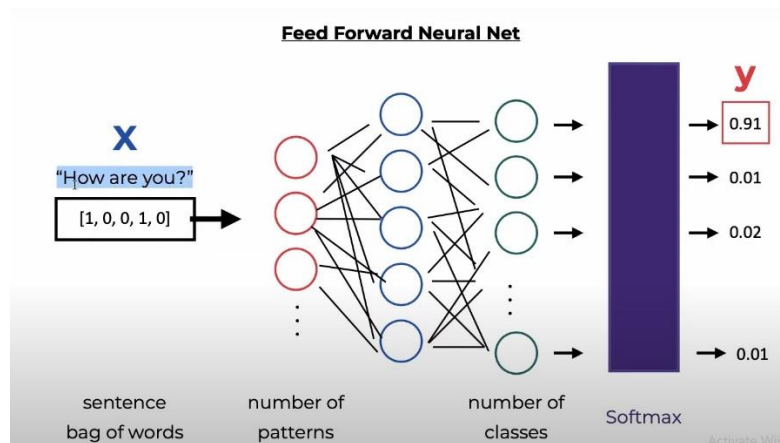 Feed Forward Neural Net
X
“How are you?”
[1, 0, 0, 1, 0]
y
0.91
0.01
0.02
0.01
sentence
bag of words
number of
patterns
number of
classes
Softmax